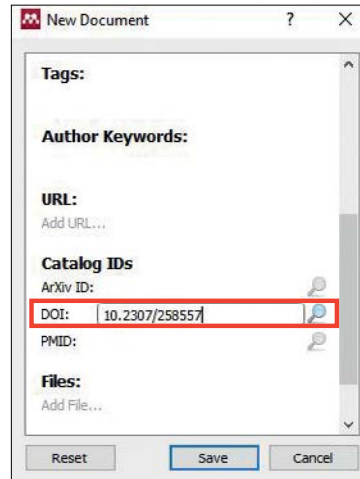 New Document ? X
Tags:
Author Keywords:
URL:
Add URL...
Catalog IDs
ArXiv ID:
DOI: 10.2307/258557
PMID:
Files:
Add File...
Reset Save Cancel